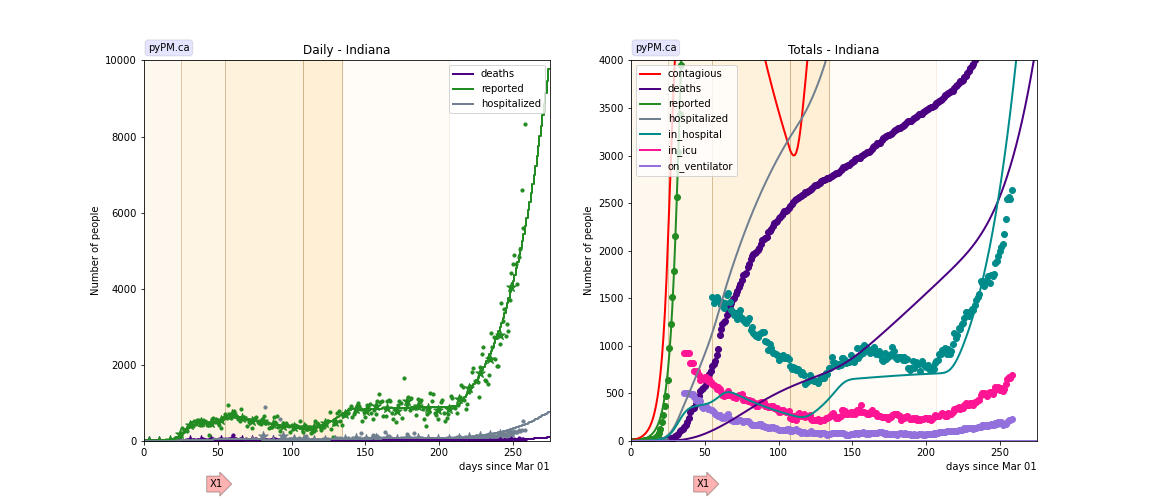 pyPM.ca
Daily - Indiana
10000
8000
6000
4000
2000
0
Number of people
deaths
reported
hospitalized
0 50 100 150 200 250
days since Mar 01
X1
pyPM.ca
Totals - Indiana
4000
3500
3000
2500
2000
1500
1000
500
0
Number of people
contagious
deaths
reported
hospitalized
in_hospital
in_icu
on_ventilator
0 50 100 150 200 250
days since Mar 01
X1